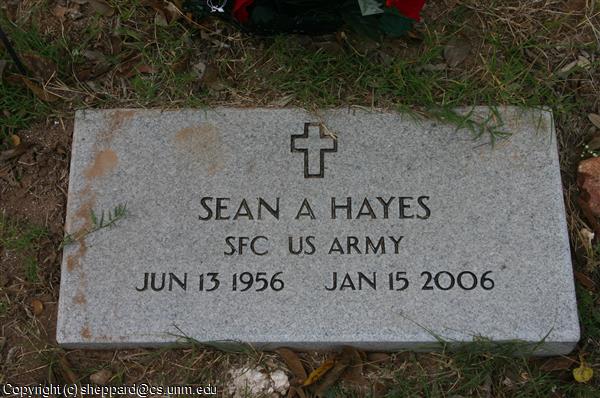 SEAN A HAYES
SFC US ARMY
JUN 13 1956 JAN 15 2006
Copyright (c) sheppard@cs.unm.edu